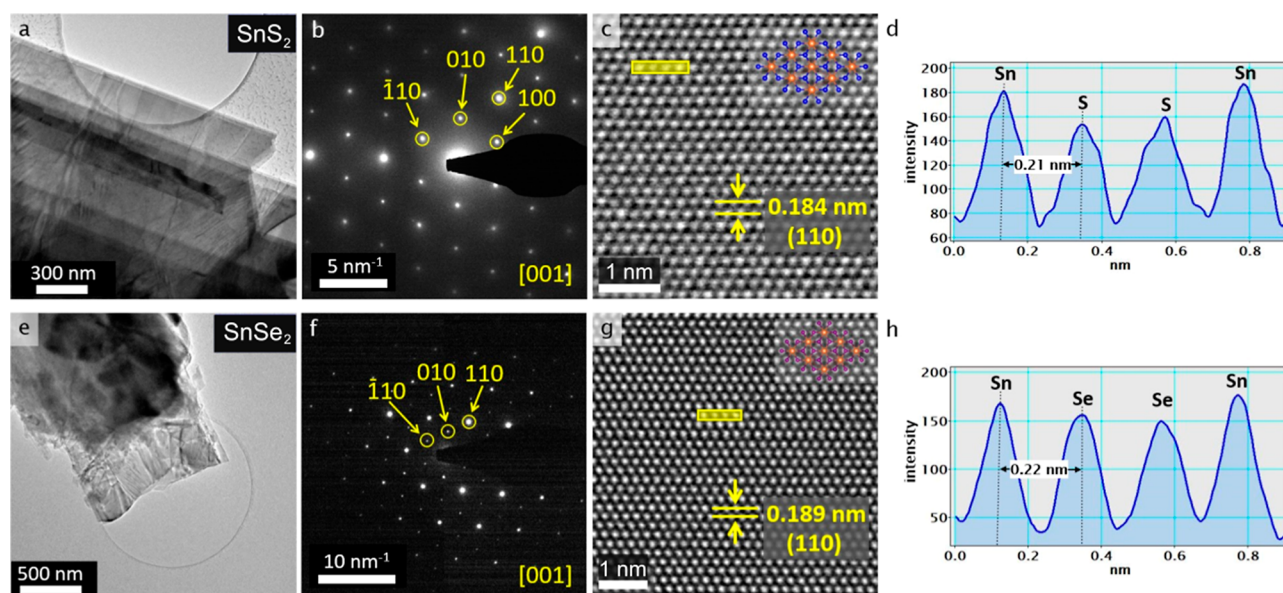 a
SnS₂
300 nm
b
010
110
1̅10
100
5 nm⁻¹
[001]
c
0.184 nm
(110)
1 nm
d
200
180
160
140
120
100
80
60
intensity
Sn
S
S
Sn
0.21 nm
0.0
0.2
0.4
0.6
0.8
nm
e
SnSe₂
500 nm
f
1̅10
010
110
10 nm⁻¹
[001]
g
0.189 nm
(110)
1 nm
h
200
150
100
50
intensity
Sn
Se
Se
Sn
0.22 nm
0.0
0.2
0.4
0.6
0.8
nm